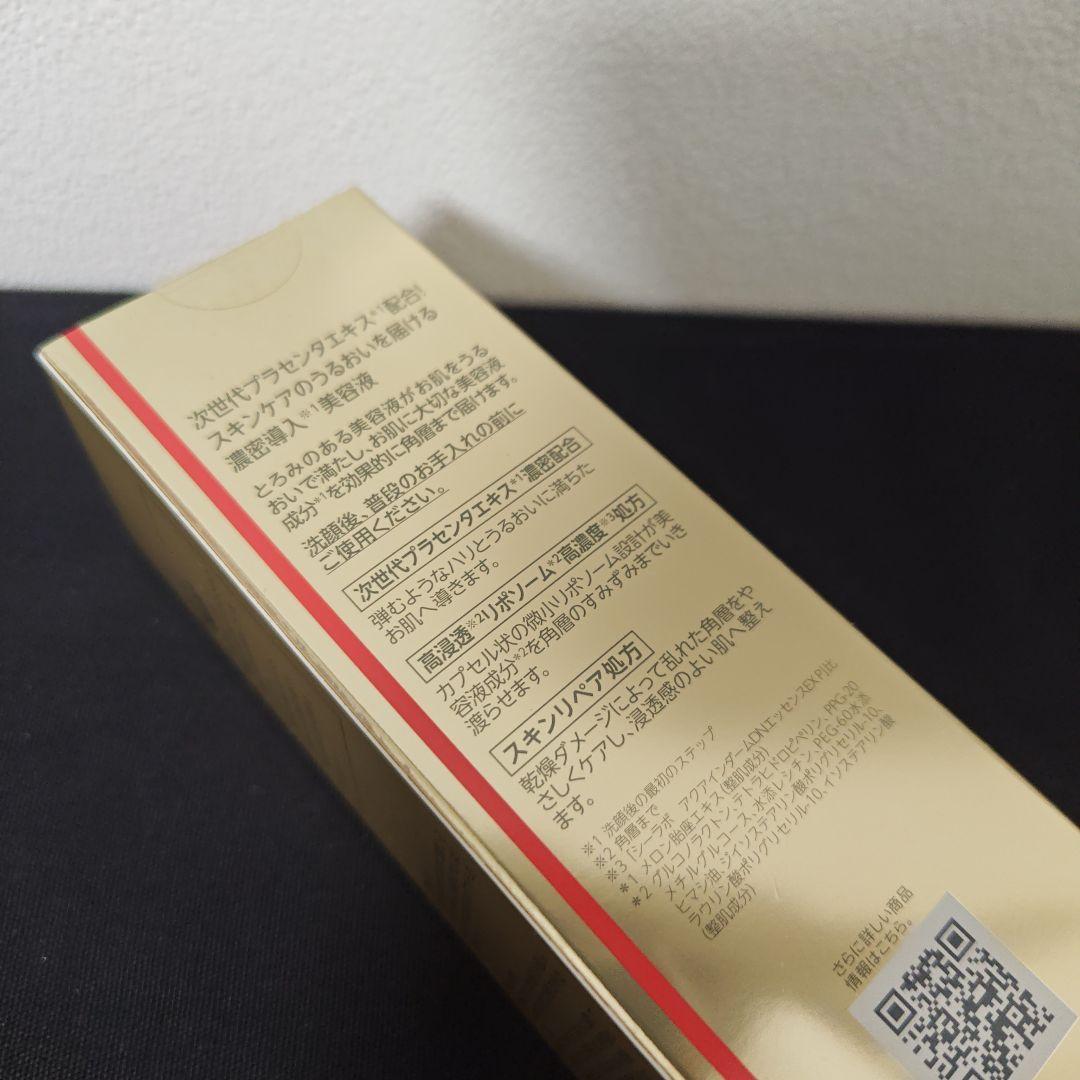 次世代プラセンタエキス*1配合!
スキンケアのうるおいを届ける
濃密導入※1美容液
とろみのある美容液がお肌をうる
おいで満たし、お肌に大切な美容液
成分*1を効果的に角層まで届けます。
洗顔後、普段のお手入れの前に
ご使用ください。
次世代プラセンタエキス*1濃密配合
弾むようなハリとうるおいに満ちた
お肌へ導きます。
高浸透※2リポソーム*2高濃度※3処方
カプセル状の微小リポソーム設計が美
容液成分*2を角層のすみずみまでいき
渡らせます。
スキンリペア処方
乾燥ダメージによって乱れた角層をや
さしくケアし、浸透感のよい肌へ整え
ます。
※1 洗顔後の最初のステップ
※2 角層まで
※3 「シーラボ アクアインダームDNエッセンスEX P」比
*1 メロン胎座エキス(整肌成分)
*2 グルコノラクトン、テトラヒドロピペリン、PPG-20
メチルグルコース、水添レシチン、PEG-60水添
ヒマシ油、ジイソステアリン酸ポリグリセリル-10、
ラウリン酸ポリグリセリル-10、イソステアリン酸
(整肌成分)
さらに詳しい商品
情報はこちら。